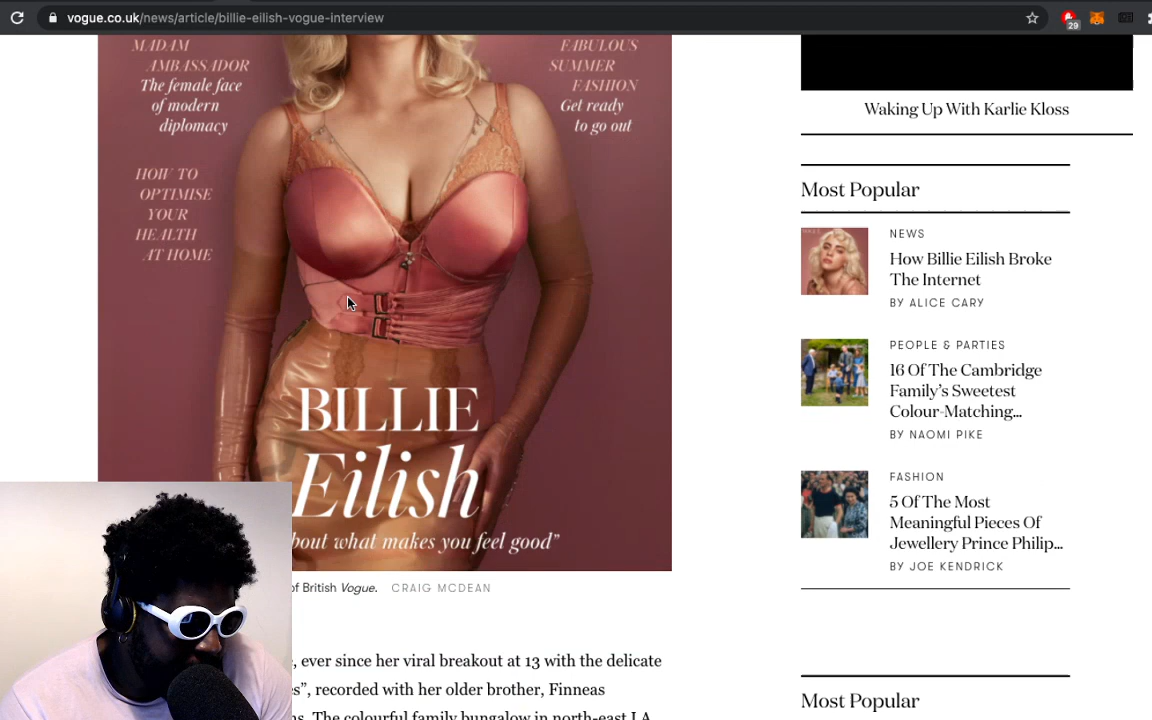 vogue.co.uk/news/article/billie-eilish-vogue-interview
29
MADAM
AMBASSADOR
The female face
of modern
diplomacy
HOW TO
OPTIMISE
YOUR
HEALTH
AT HOME
FABULOUS
SUMMER
FASHION
Get ready
to go out
BILLIE
Eilish
bout what makes you feel good”
of British Vogue. CRAIG MCDEAN
, ever since her viral breakout at 13 with the delicate
es”, recorded with her older brother, Finneas
ns. The colourful family bungalow in north-east LA
Waking Up With Karlie Kloss
Most Popular
NEWS
How Billie Eilish Broke
The Internet
BY ALICE CARY
PEOPLE & PARTIES
16 Of The Cambridge
Family’s Sweetest
Colour-Matching...
BY NAOMI PIKE
FASHION
5 Of The Most
Meaningful Pieces Of
Jewellery Prince Philip...
BY JOE KENDRICK
Most Popular